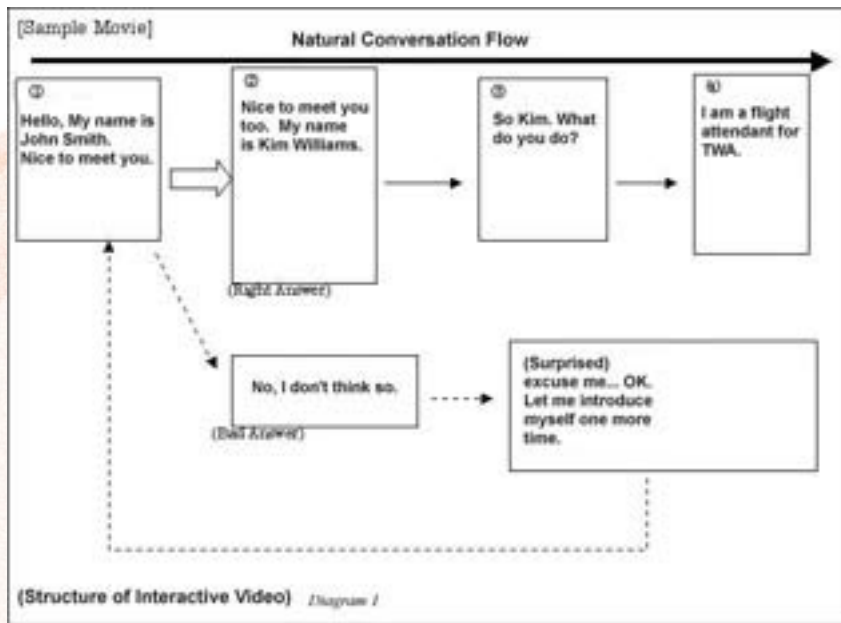 [Sample Movie]
Natural Conversation Flow
①
Hello, My name is
John Smith.
Nice to meet you.
②
Nice to meet you
too. My name
is Kim Williams.
(Right Answer)
③
So Kim. What
do you do?
④
I am a flight
attendant for
TWA.
No, I don't think so.
(Bad Answer)
(Surprised)
excuse me... OK.
Let me introduce
myself one more
time.
(Structure of Interactive Video) Diagram 1